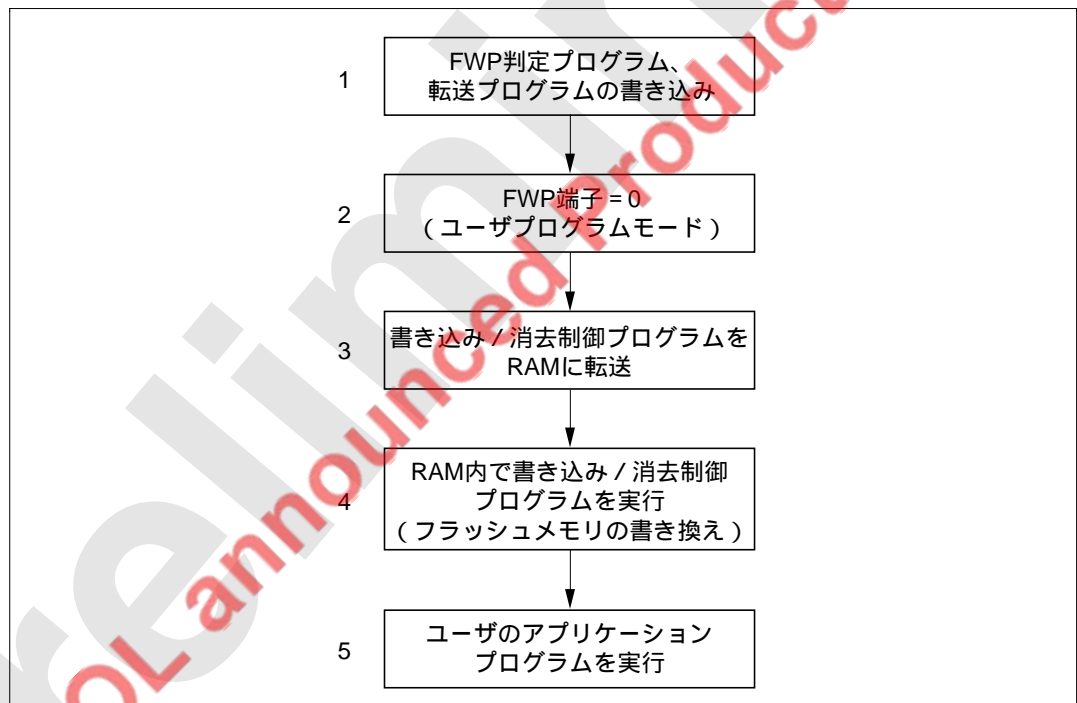 1
FWP判定プログラム、
転送プログラムの書き込み
2
FWP端子 = 0
(ユーザプログラムモード)
3
書き込み / 消去制御プログラムを
RAMに転送
4
RAM内で書き込み / 消去制御
プログラムを実行
(フラッシュメモリの書き換え)
5
ユーザのアプリケーション
プログラムを実行
relimin
OL announced Product